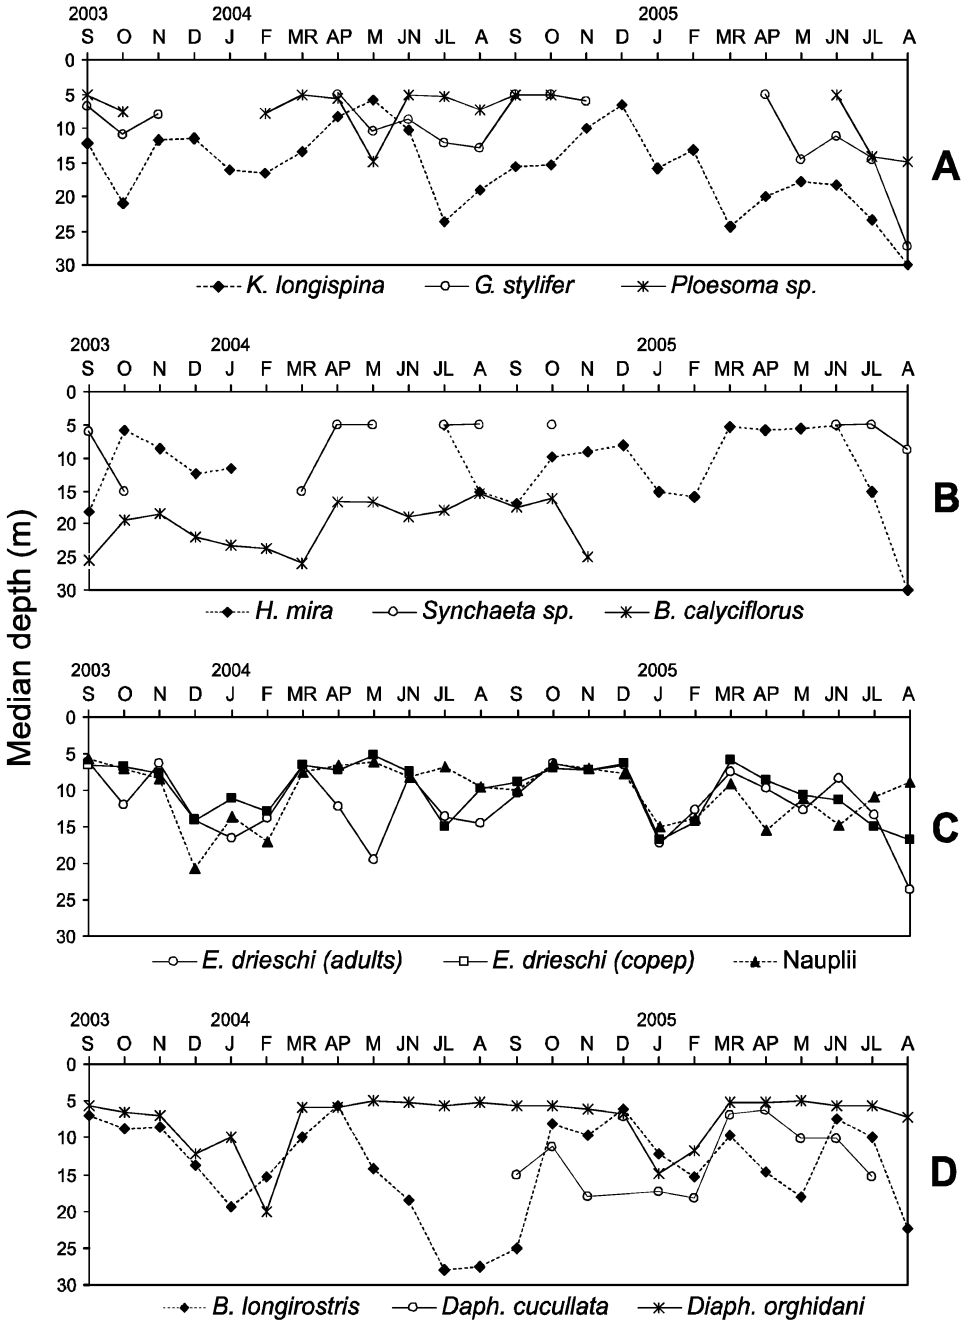 2003 2004 2005
S O N D J F MR AP M JN JL A S O N D J F MR AP M JN JL A
0
5
10
15
20
25
30
A
K. longispina G. stylifer Ploesoma sp.
2003 2004 2005
S O N D J F MR AP M JN JL A S O N D J F MR AP M JN JL A
0
5
10
15
20
25
30
B
H. mira Synchaeta sp. B. calyciflorus
Median depth (m)
2003 2004 2005
S O N D J F MR AP M JN JL A S O N D J F MR AP M JN JL A
0
5
10
15
20
25
30
C
E. drieschi (adults) E. drieschi (copep) Nauplii
2003 2004 2005
S O N D J F MR AP M JN JL A S O N D J F MR AP M JN JL A
0
5
10
15
20
25
30
D
B. longirostris Daph. cucullata Diaph. orghidani